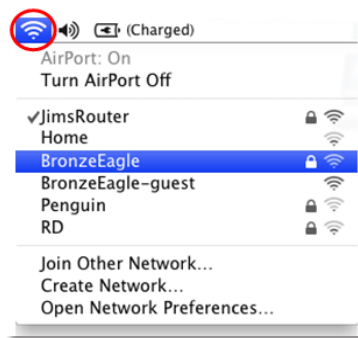 (Charged)
AirPort: On
Turn AirPort Off
✓JimsRouter
Home
BronzeEagle
BronzeEagle-guest
Penguin
RD
Join Other Network...
Create Network...
Open Network Preferences...